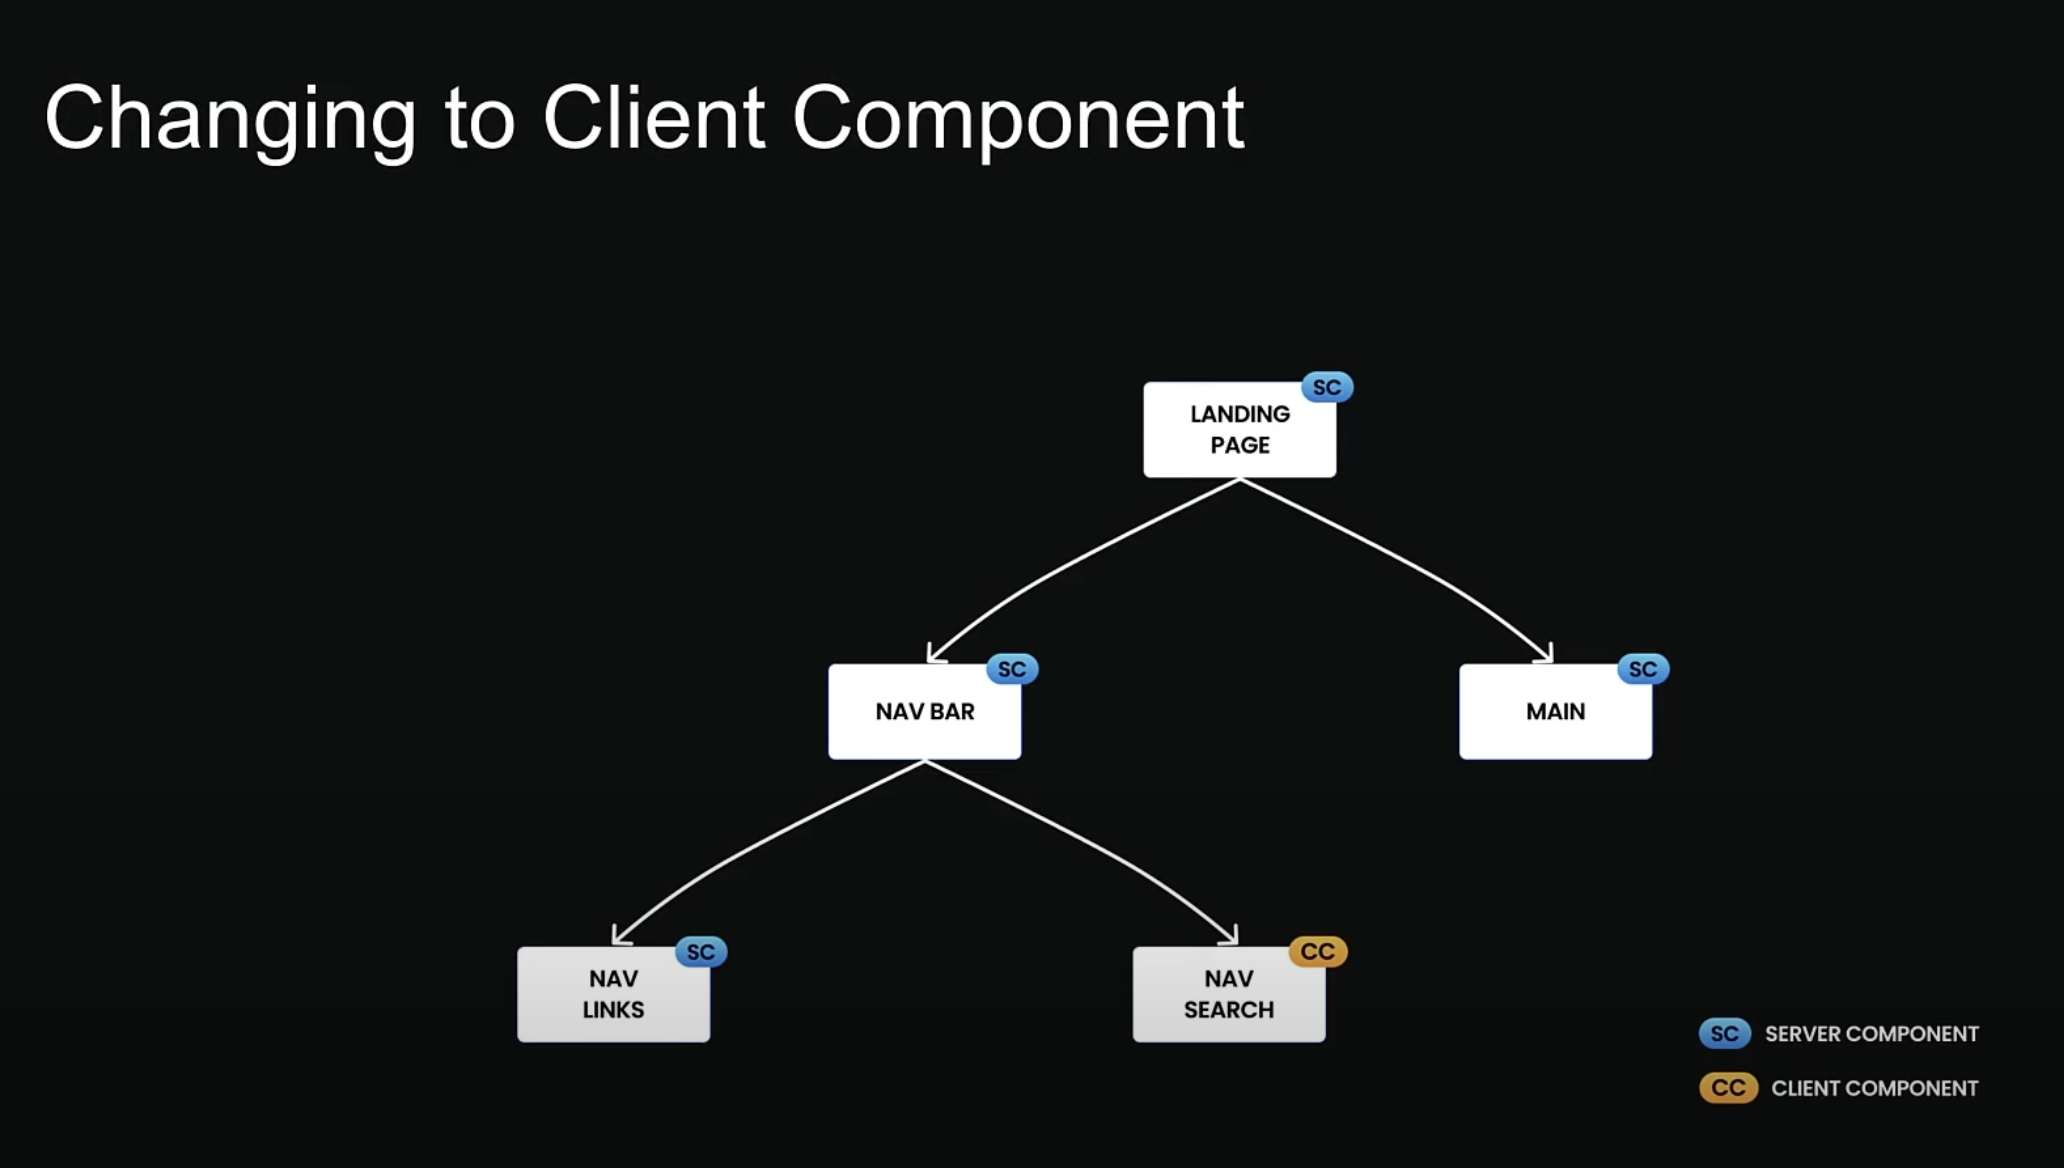 Changing to Client Component
SC
LANDING
PAGE
SC
NAV BAR
SC
MAIN
SC
NAV
LINKS
CC
NAV
SEARCH
SC SERVER COMPONENT
CC CLIENT COMPONENT